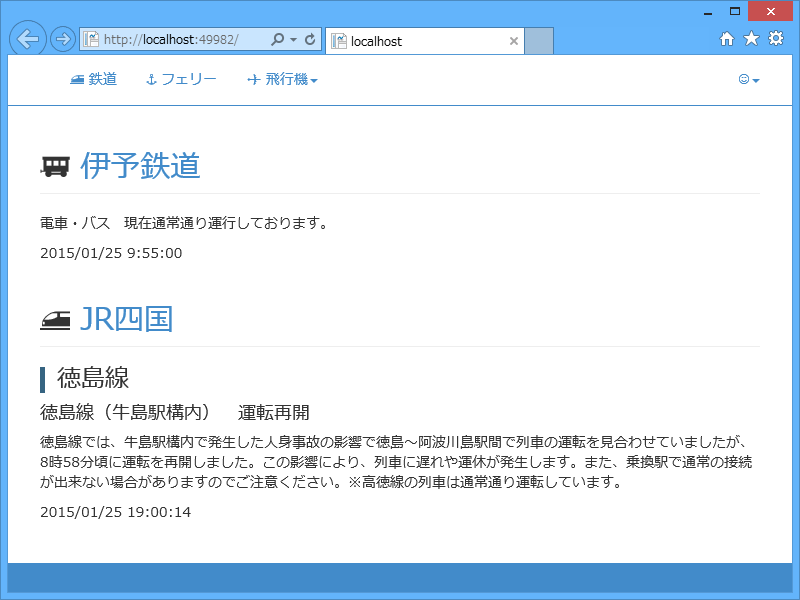 http://localhost:49982/
localhost
鉄道 フェリー 飛行機
伊予鉄道
電車・バス　現在通常通り運行しております。
2015/01/25 9:55:00
JR四国
徳島線
徳島線（牛島駅構内）　運転再開
徳島線では、牛島駅構内で発生した人身事故の影響で徳島～阿波川島駅間で列車の運転を見合わせていましたが、
8時58分頃に運転を再開しました。この影響により、列車に遅れや運休が発生します。また、乗換駅で通常の接続
が出来ない場合がありますのでご注意ください。※高徳線の列車は通常通り運転しています。
2015/01/25 19:00:14